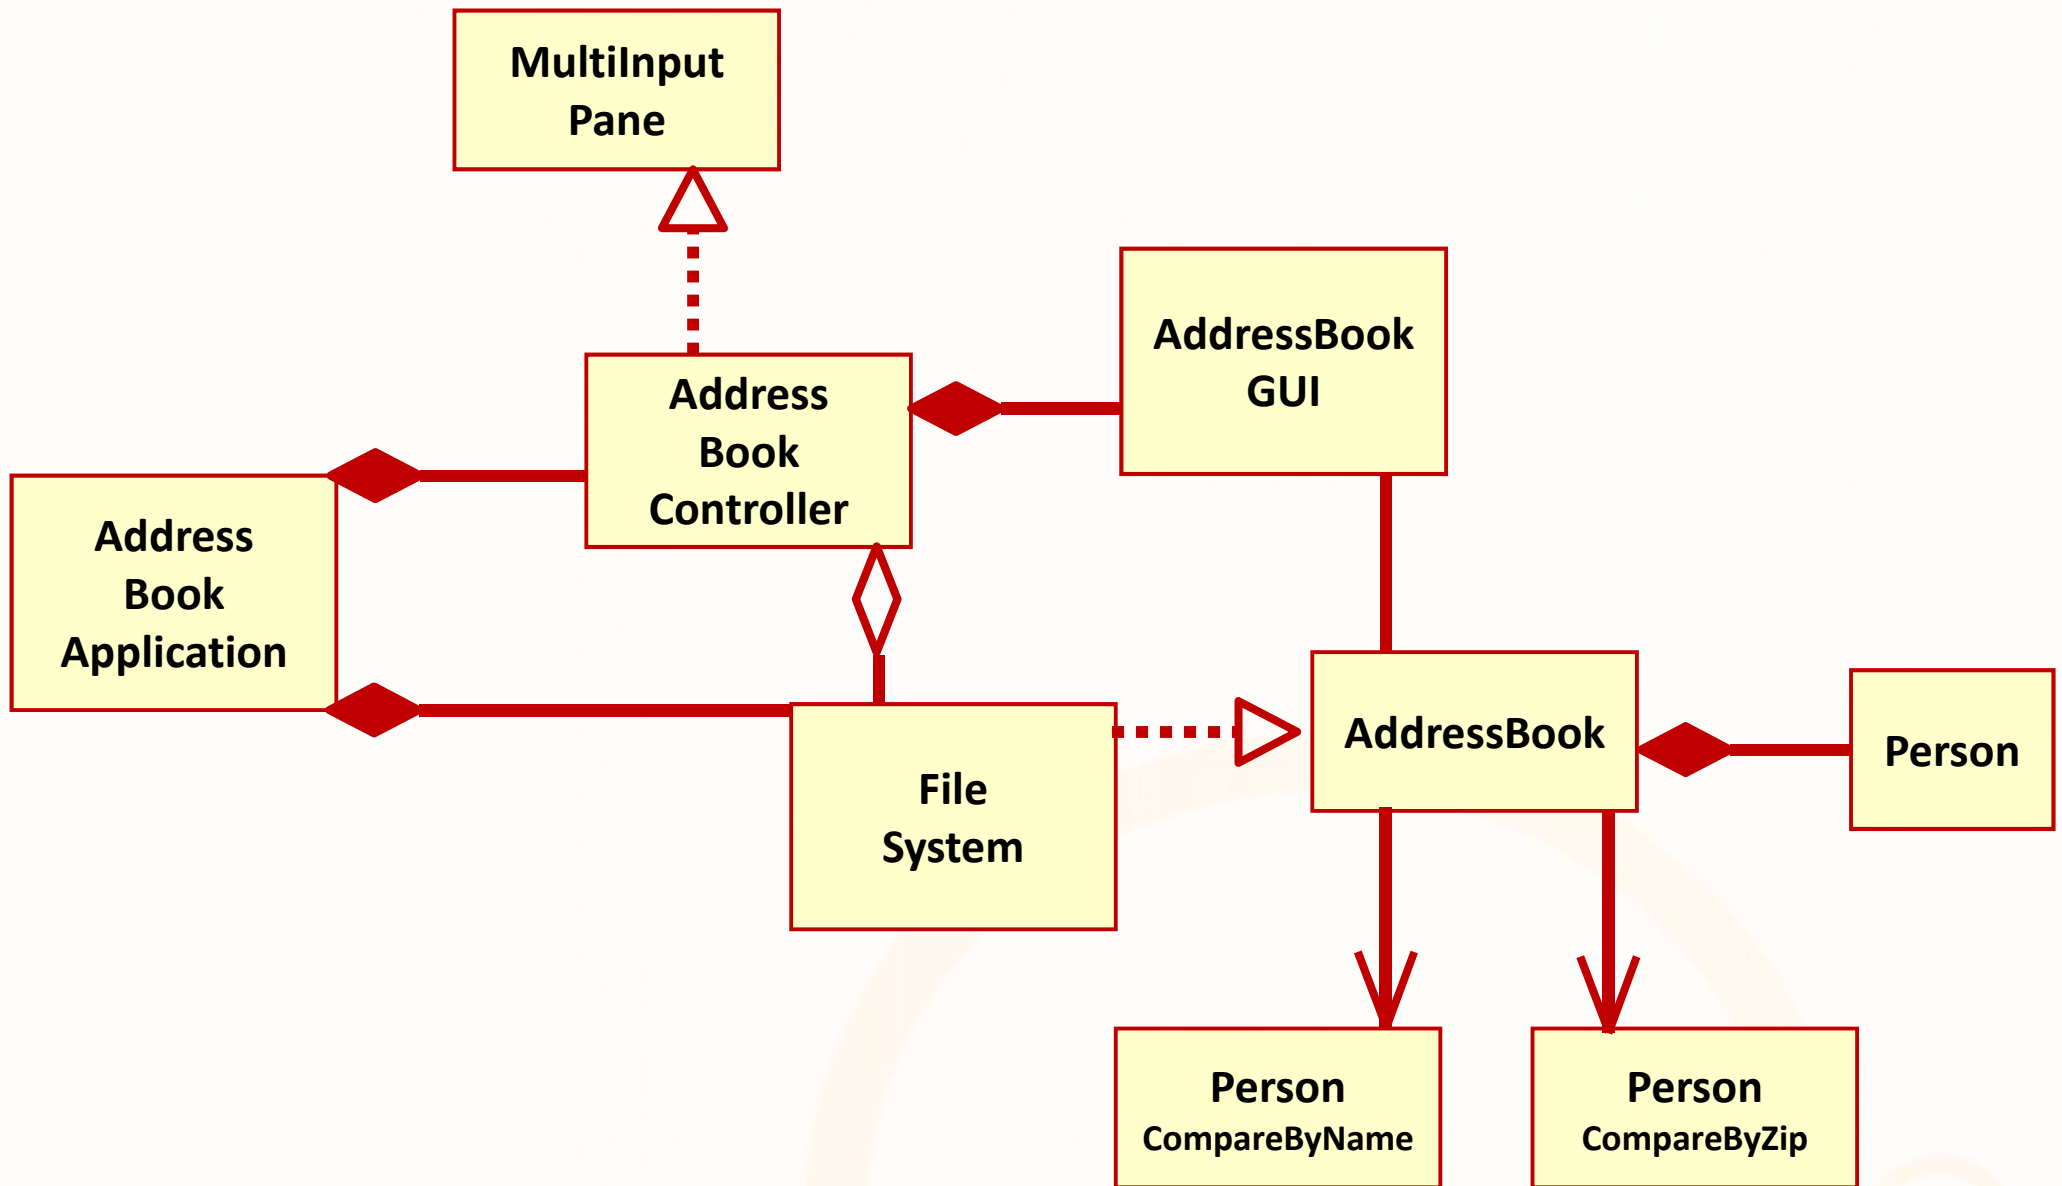 MultiInput
Pane
AddressBook
GUI
Address
Book
Controller
Address
Book
Application
AddressBook
Person
File
System
Person
CompareByName
Person
CompareByZip